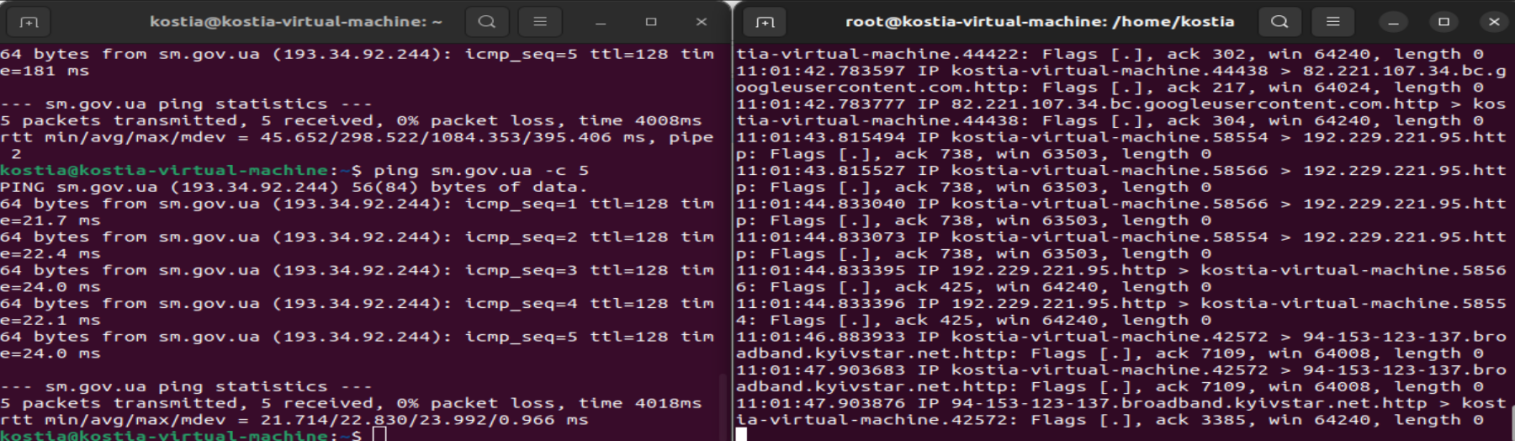 kostia@kostia-virtual-machine: ~
64 bytes from sm.gov.ua (193.34.92.244): icmp_seq=5 ttl=128 tim
e=181 ms
--- sm.gov.ua ping statistics ---
5 packets transmitted, 5 received, 0% packet loss, time 4008ms
rtt min/avg/max/mdev = 45.652/298.522/1084.353/395.406 ms, pipe
2
kostia@kostia-virtual-machine:~$ ping sm.gov.ua -c 5
PING sm.gov.ua (193.34.92.244) 56(84) bytes of data.
64 bytes from sm.gov.ua (193.34.92.244): icmp_seq=1 ttl=128 tim
e=21.7 ms
64 bytes from sm.gov.ua (193.34.92.244): icmp_seq=2 ttl=128 tim
e=22.4 ms
64 bytes from sm.gov.ua (193.34.92.244): icmp_seq=3 ttl=128 tim
e=24.0 ms
64 bytes from sm.gov.ua (193.34.92.244): icmp_seq=4 ttl=128 tim
e=22.1 ms
64 bytes from sm.gov.ua (193.34.92.244): icmp_seq=5 ttl=128 tim
e=24.0 ms
--- sm.gov.ua ping statistics ---
5 packets transmitted, 5 received, 0% packet loss, time 4018ms
rtt min/avg/max/mdev = 21.714/22.830/23.992/0.966 ms
kostia@kostia-virtual-machine:~$
root@kostia-virtual-machine: /home/kostia
tia-virtual-machine.44422: Flags [.], ack 302, win 64240, length 0
11:01:42.783597 IP kostia-virtual-machine.44438 > 82.221.107.34.bc.g
oogleusercontent.com.http: Flags [.], ack 217, win 64024, length 0
11:01:42.783777 IP 82.221.107.34.bc.googleusercontent.com.http > kos
tia-virtual-machine.44438: Flags [.], ack 304, win 64240, length 0
11:01:43.815494 IP kostia-virtual-machine.58554 > 192.229.221.95.htt
p: Flags [.], ack 738, win 63503, length 0
11:01:43.815527 IP kostia-virtual-machine.58566 > 192.229.221.95.htt
p: Flags [.], ack 738, win 63503, length 0
11:01:44.833040 IP kostia-virtual-machine.58566 > 192.229.221.95.htt
p: Flags [.], ack 738, win 63503, length 0
11:01:44.833073 IP kostia-virtual-machine.58554 > 192.229.221.95.htt
p: Flags [.], ack 738, win 63503, length 0
11:01:44.833395 IP 192.229.221.95.http > kostia-virtual-machine.5856
6: Flags [.], ack 425, win 64240, length 0
11:01:44.833396 IP 192.229.221.95.http > kostia-virtual-machine.5855
4: Flags [.], ack 425, win 64240, length 0
11:01:46.883933 IP kostia-virtual-machine.42572 > 94-153-123-137.bro
adband.kyivstar.net.http: Flags [.], ack 7109, win 64008, length 0
11:01:47.903683 IP kostia-virtual-machine.42572 > 94-153-123-137.bro
adband.kyivstar.net.http: Flags [.], ack 7109, win 64008, length 0
11:01:47.903876 IP 94-153-123-137.broadband.kyivstar.net.http > kost
ia-virtual-machine.42572: Flags [.], ack 3385, win 64240, length 0